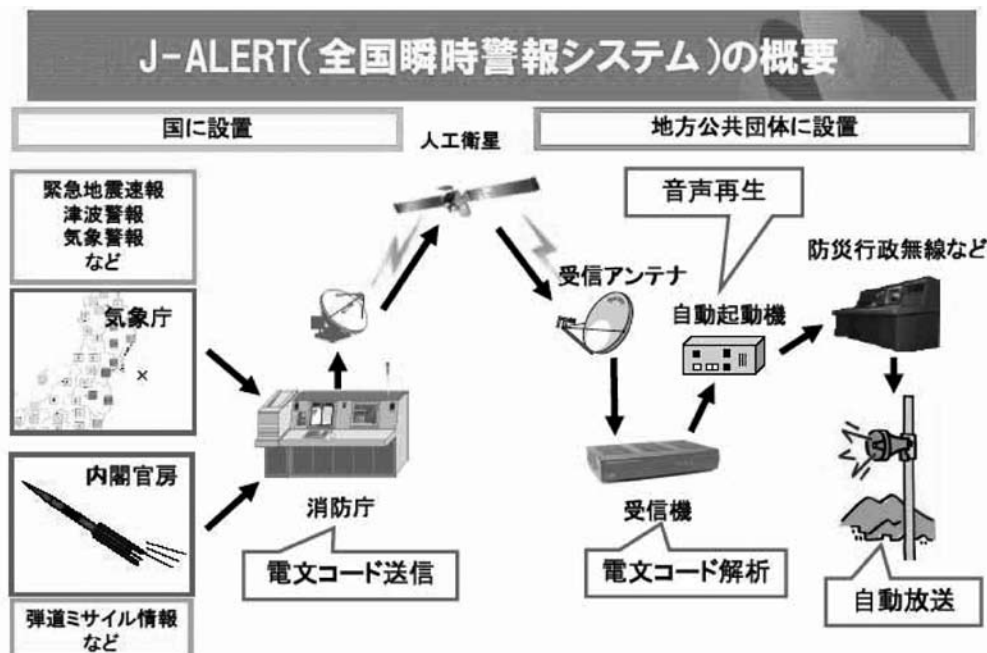 J-ALERT(全国瞬時警報システム)の概要
国に設置
人工衛星
地方公共団体に設置
緊急地震速報
津波警報
気象警報
など
気象庁
内閣官房
弾道ミサイル情報
など
消防庁
電文コード送信
受信アンテナ
受信機
電文コード解析
音声再生
自動起動機
防災行政無線など
自動放送